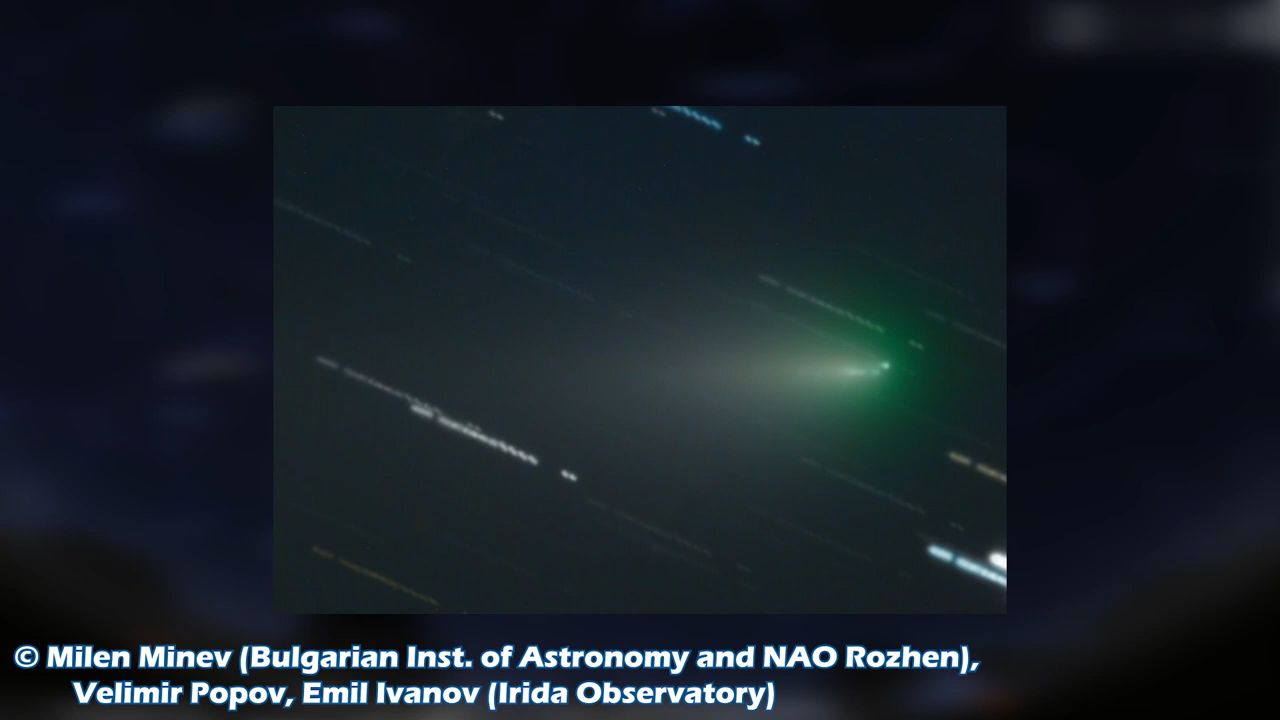 © Milen Minev (Bulgarian Inst. of Astronomy and NAO Rozhen),
Velimir Popov, Emil Ivanov (Irida Observatory)